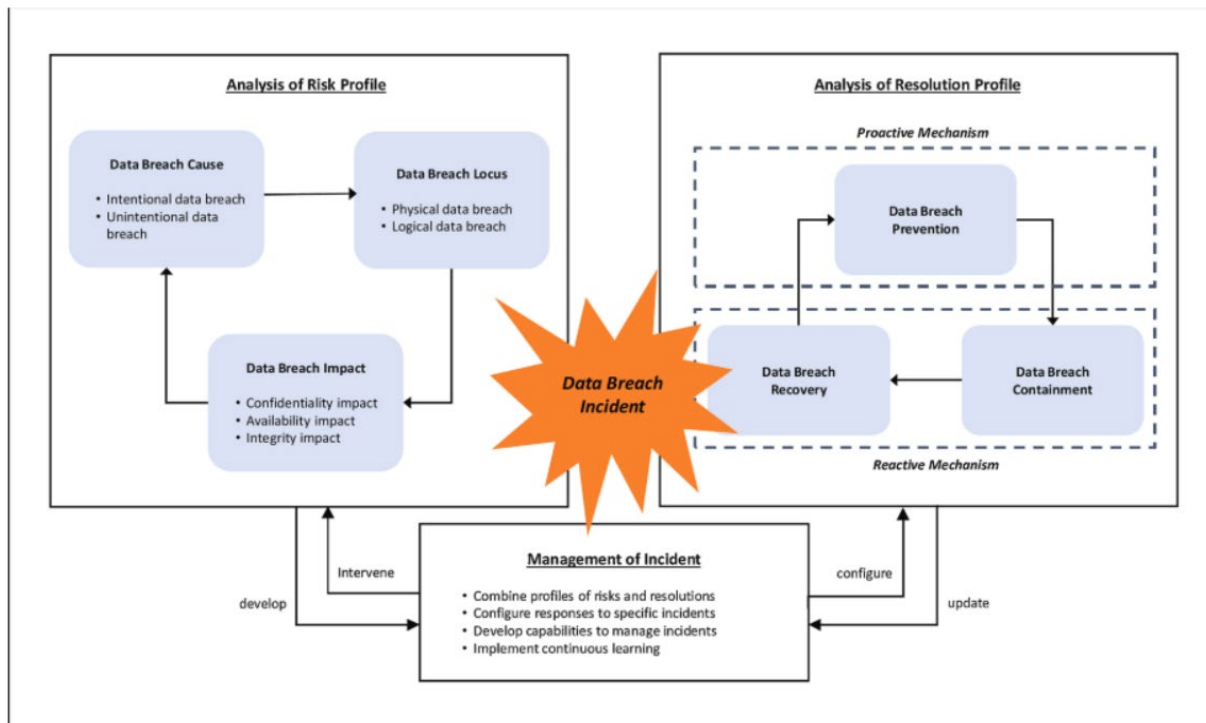 Analysis of Risk Profile
Data Breach Cause
• Intentional data breach
• Unintentional data
breach
Data Breach Locus
• Physical data breach
• Logical data breach
Data Breach Impact
• Confidentiality impact
• Availability impact
• Integrity impact
Data Breach
Incident
Analysis of Resolution Profile
Proactive Mechanism
Data Breach
Prevention
Data Breach
Recovery
Data Breach
Containment
Reactive Mechanism
Management of Incident
• Combine profiles of risks and resolutions
• Configure responses to specific incidents
• Develop capabilities to manage incidents
• Implement continuous learning
Intervene
develop
configure
update